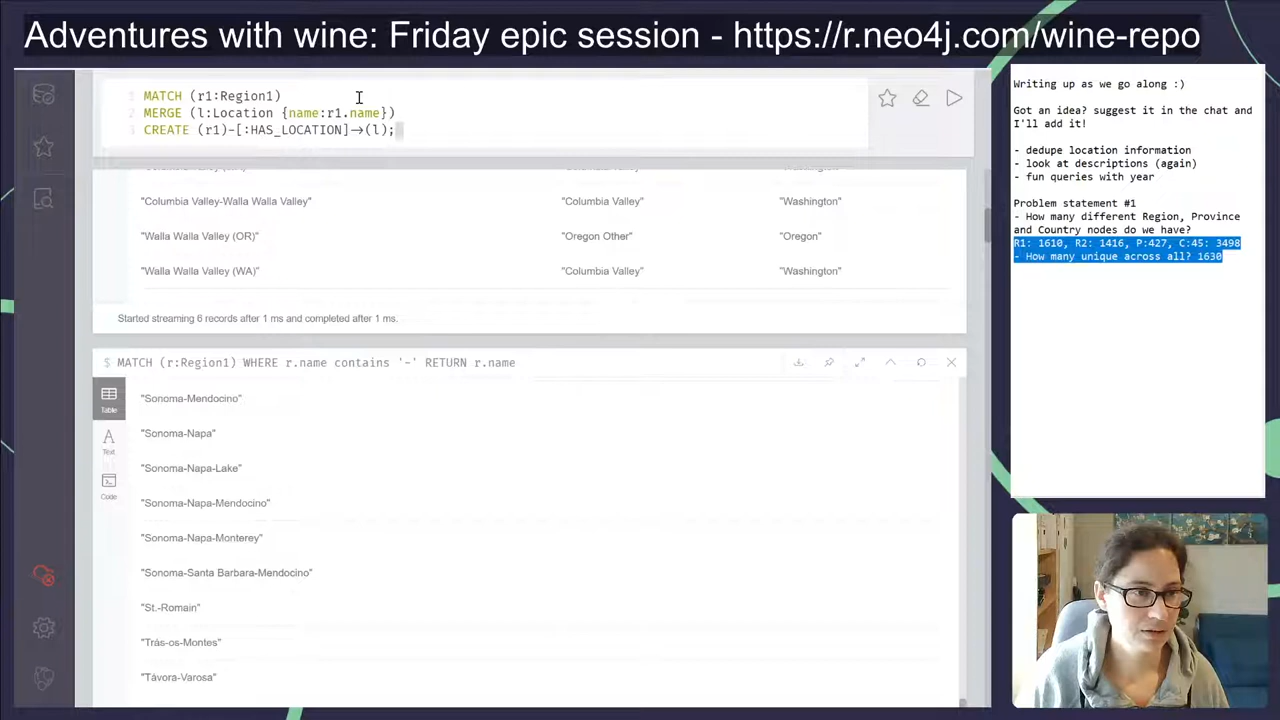 Adventures with wine: Friday epic session - https://r.neo4j.com/wine-repo
1 MATCH (r1:Region1)
2 MERGE (l:Location {name:r1.name})
3 CREATE (r1)-[:HAS_LOCATION]->(l);
"Columbia Valley-Walla Walla Valley" "Columbia Valley" "Washington"
"Walla Walla Valley (OR)" "Oregon Other" "Oregon"
"Walla Walla Valley (WA)" "Columbia Valley" "Washington"
Started streaming 6 records after 1 ms and completed after 1 ms.
$ MATCH (r:Region1) WHERE r.name contains '-' RETURN r.name
Table
Text
Code
"Sonoma-Mendocino"
"Sonoma-Napa"
"Sonoma-Napa-Lake"
"Sonoma-Napa-Mendocino"
"Sonoma-Napa-Monterey"
"Sonoma-Santa Barbara-Mendocino"
"St.-Romain"
"Trás-os-Montes"
"Távora-Varosa"
Writing up as we go along :)
Got an idea? suggest it in the chat and
I'll add it!
- dedupe location information
- look at descriptions (again)
- fun queries with year
Problem statement #1
- How many different Region, Province
and Country nodes do we have?
R1: 1610, R2: 1416, P:427, C:45: 3498
- How many unique across all? 1630